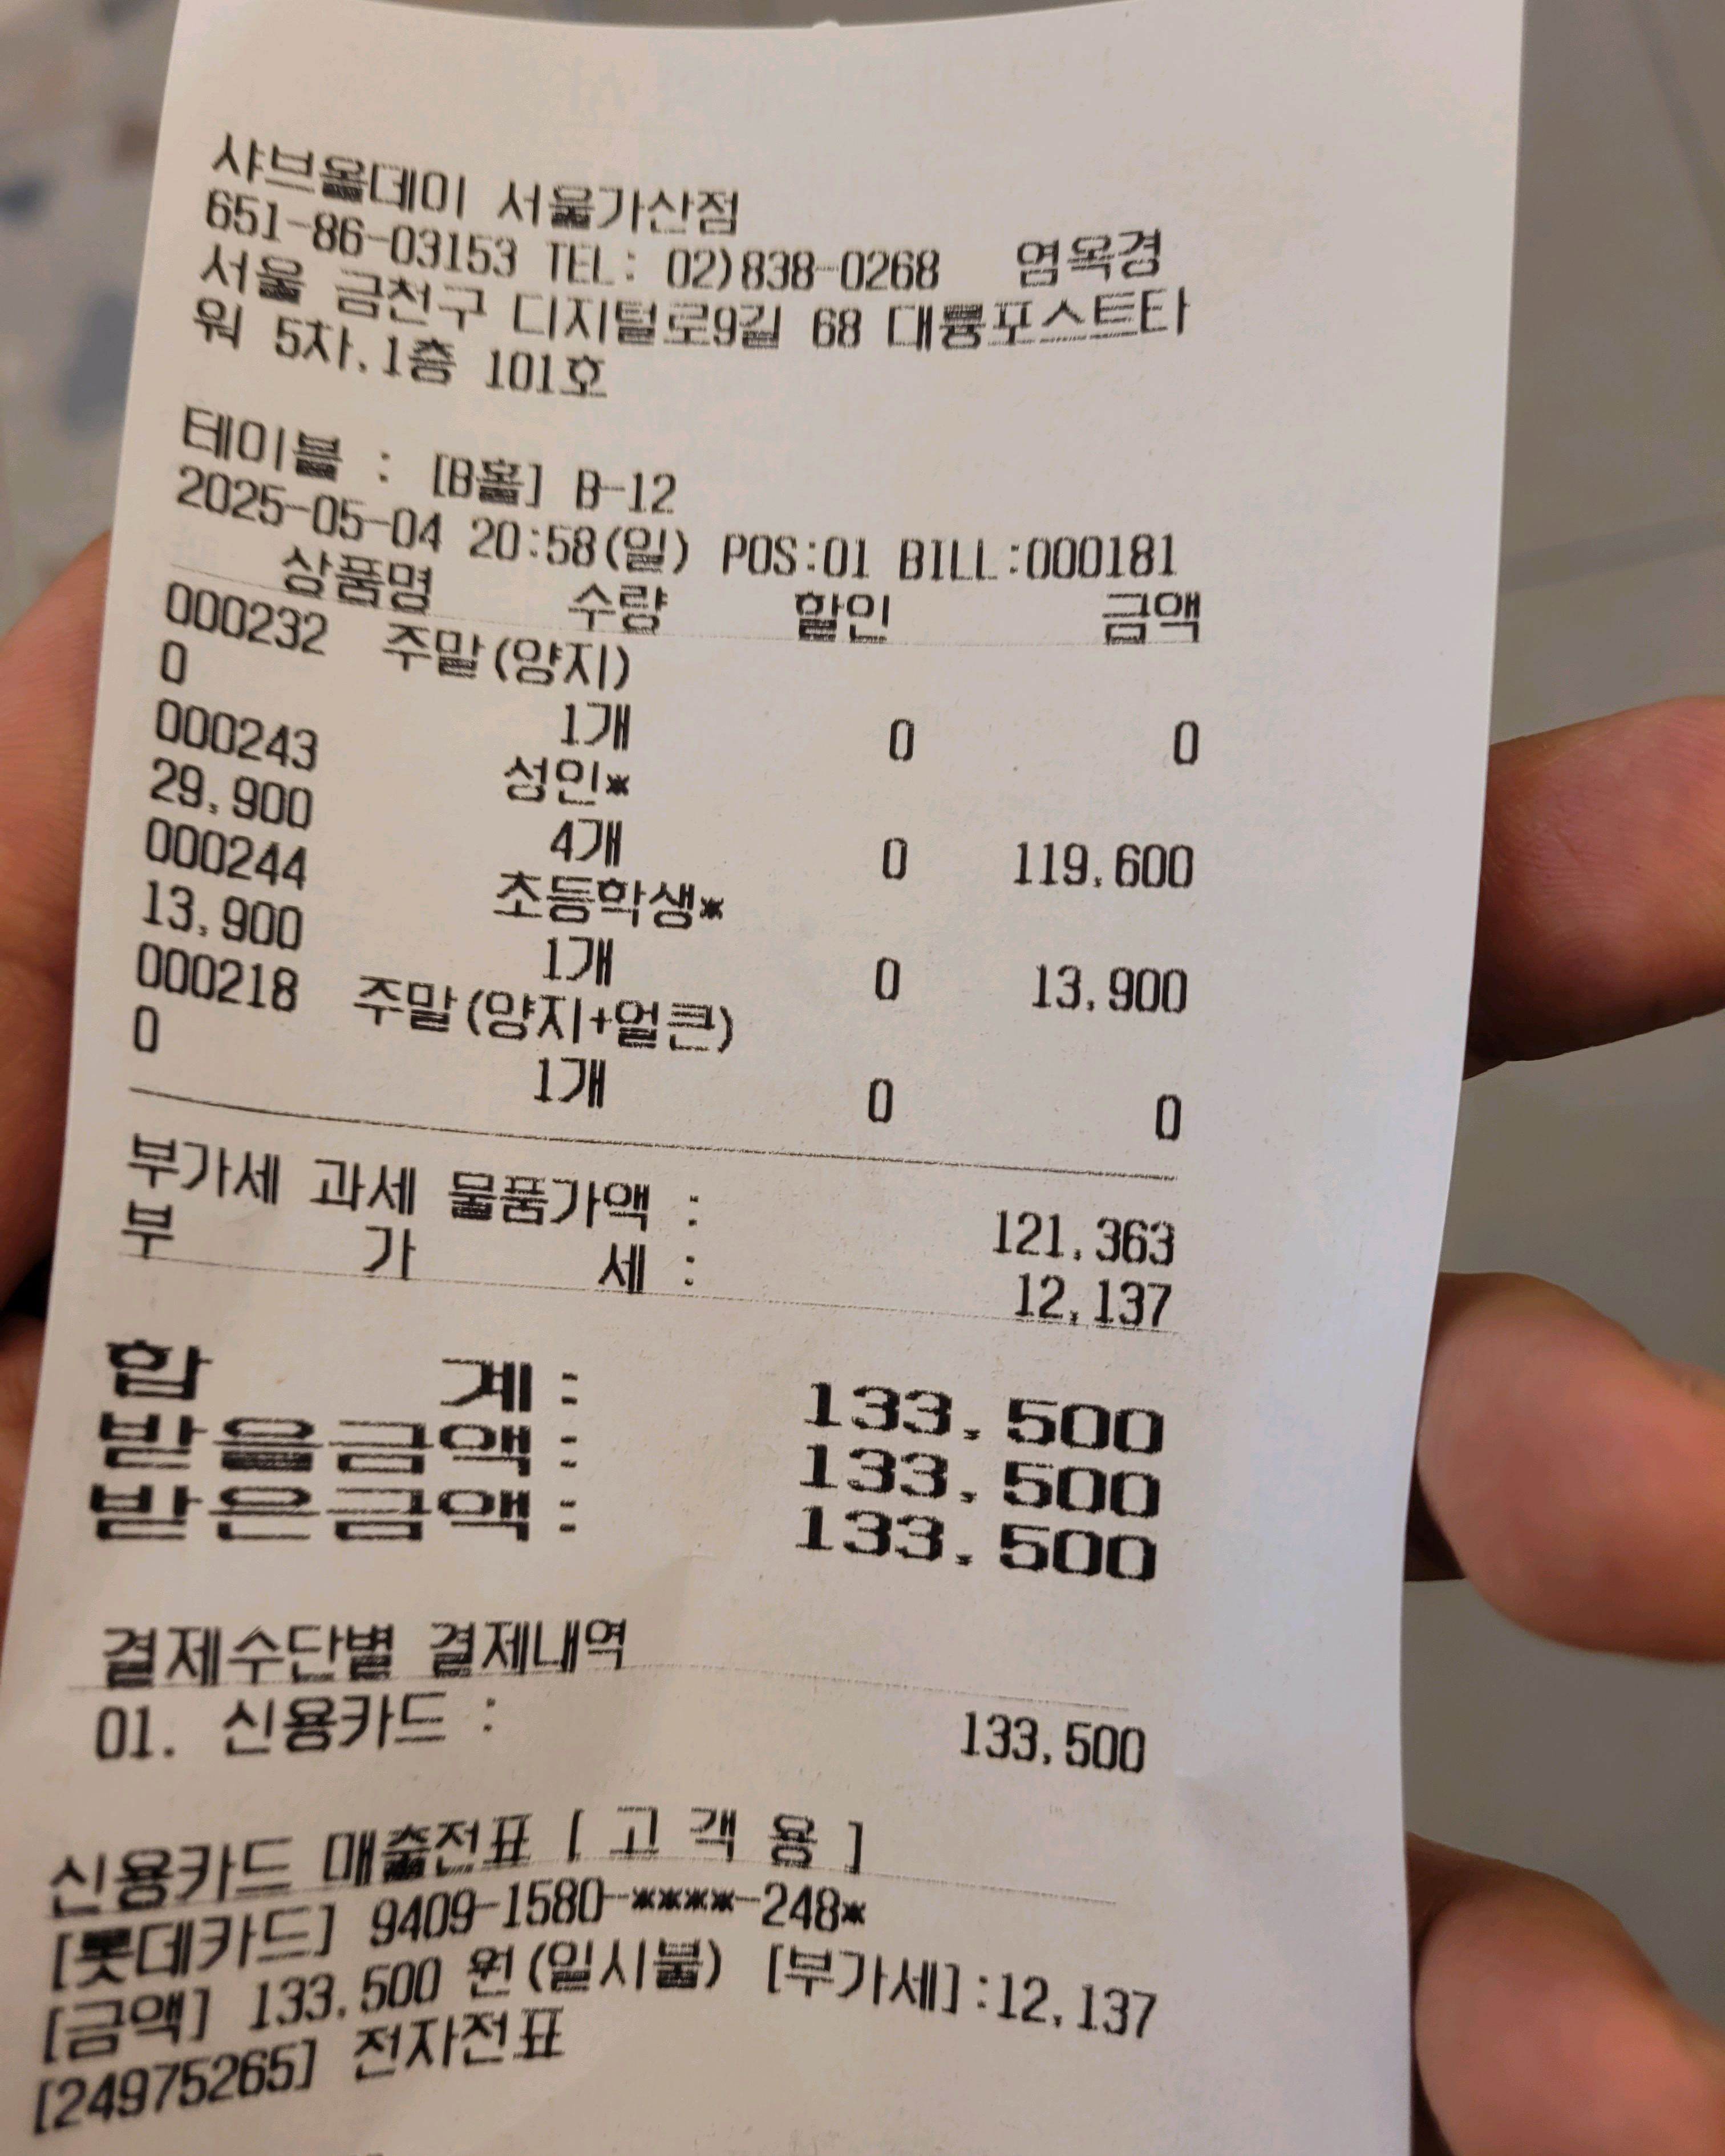 샤브올데이 서울가산점
651-86-03153 TEL: 02)838-0268 염옥경
서울 금천구 디지털로9길 68 대륭포스트타
워 5차.1층 101호
테이블 : [B홀] B-12
2025-05-04 20:58(일) POS:01 BILL:000181
상품명 수량 할인 금액
000232 주말(양지)
0 1개 0 0
000243 성인*
29,900 4개 0 119,600
000244 초등학생*
13,900 1개 0 13,900
000218 주말(양지+얼큰)
0 1개 0 0
부가세 과세 물품가액 : 121,363
부 가 세 : 12,137
합 계 : 133,500
받을금액 : 133,500
받은금액 : 133,500
결제수단별 결제내역
01. 신용카드 : 133,500
신용카드 매출전표 [ 고 객 용 ]
[롯데카드] 9409-1580-****-248*
[금액] 133,500 원(일시불) [부가세]:12,137
[24975265] 전자전표